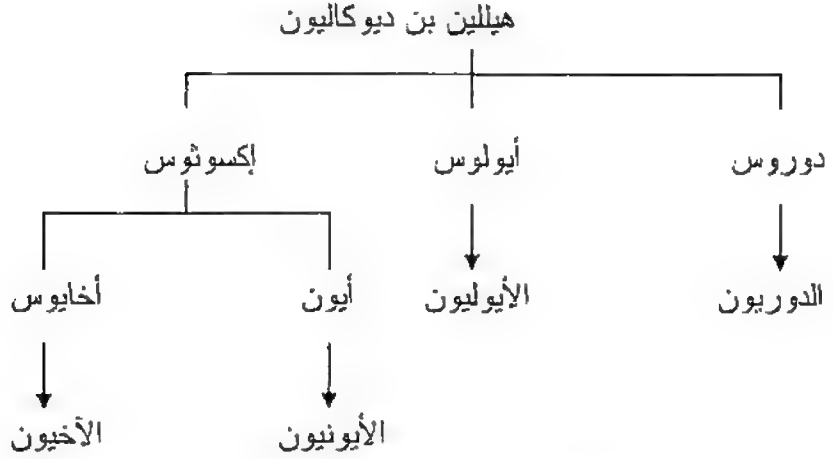 هيللين بن ديوكاليون
دوروس أيولوس إكسوثوس
الدوريون الأيوليون أيون أخايوس
الأيونيون الآخيون